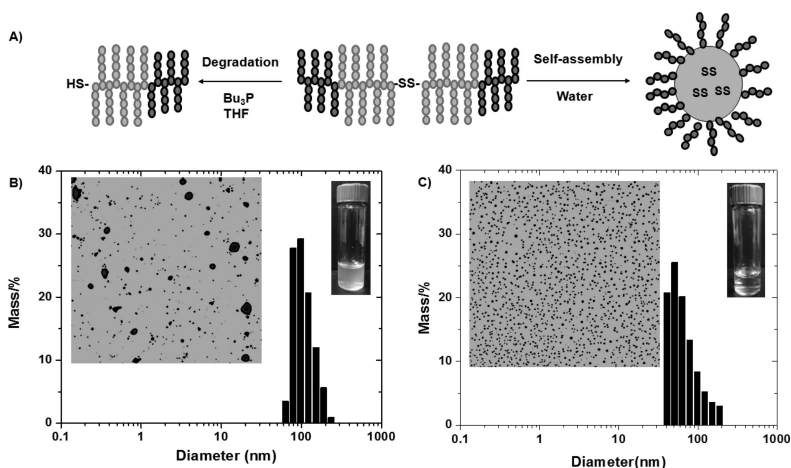 A)
HS-
Degradation
Bu₃P
THF
-SS-
Self-assembly
Water
SS
SS SS
SS
B)
Mass/%
40
30
20
10
0
0.1 1 10 100 1000
Diameter (nm)
C)
Mass/%
40
30
20
10
0
0.1 1 10 100 1000
Diameter(nm)